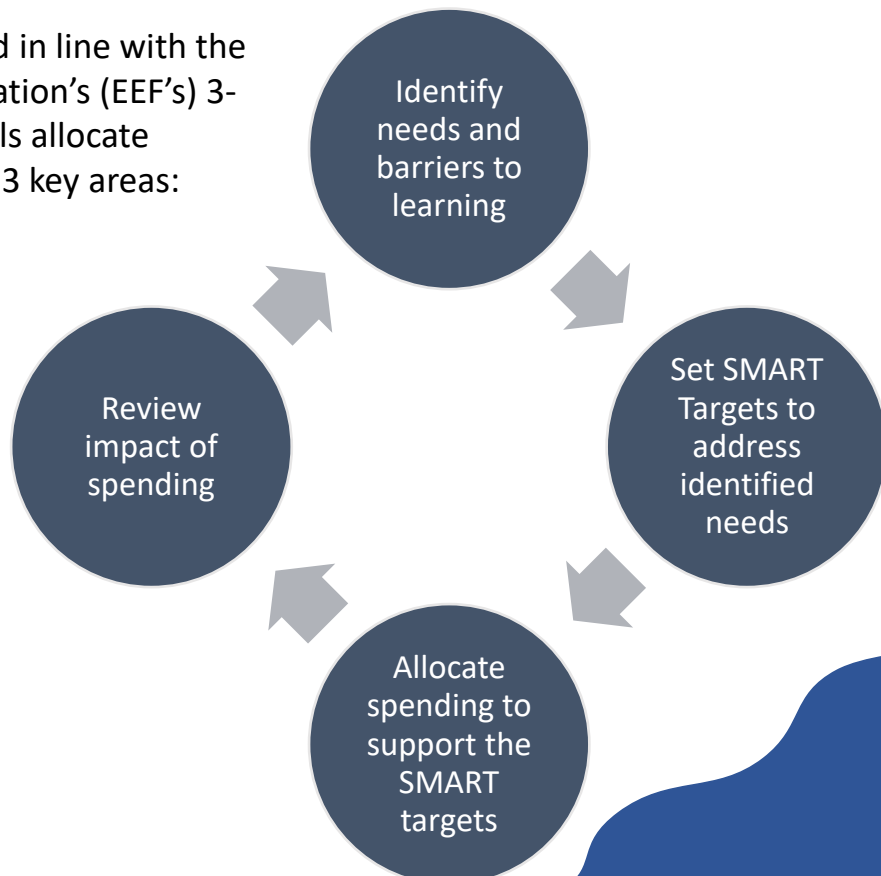 d in line with the
ation’s (EEF’s) 3-
ls allocate
3 key areas:
Identify
needs and
barriers to
learning
Set SMART
Targets to
address
identified
needs
Allocate
spending to
support the
SMART
targets
Review
impact of
spending